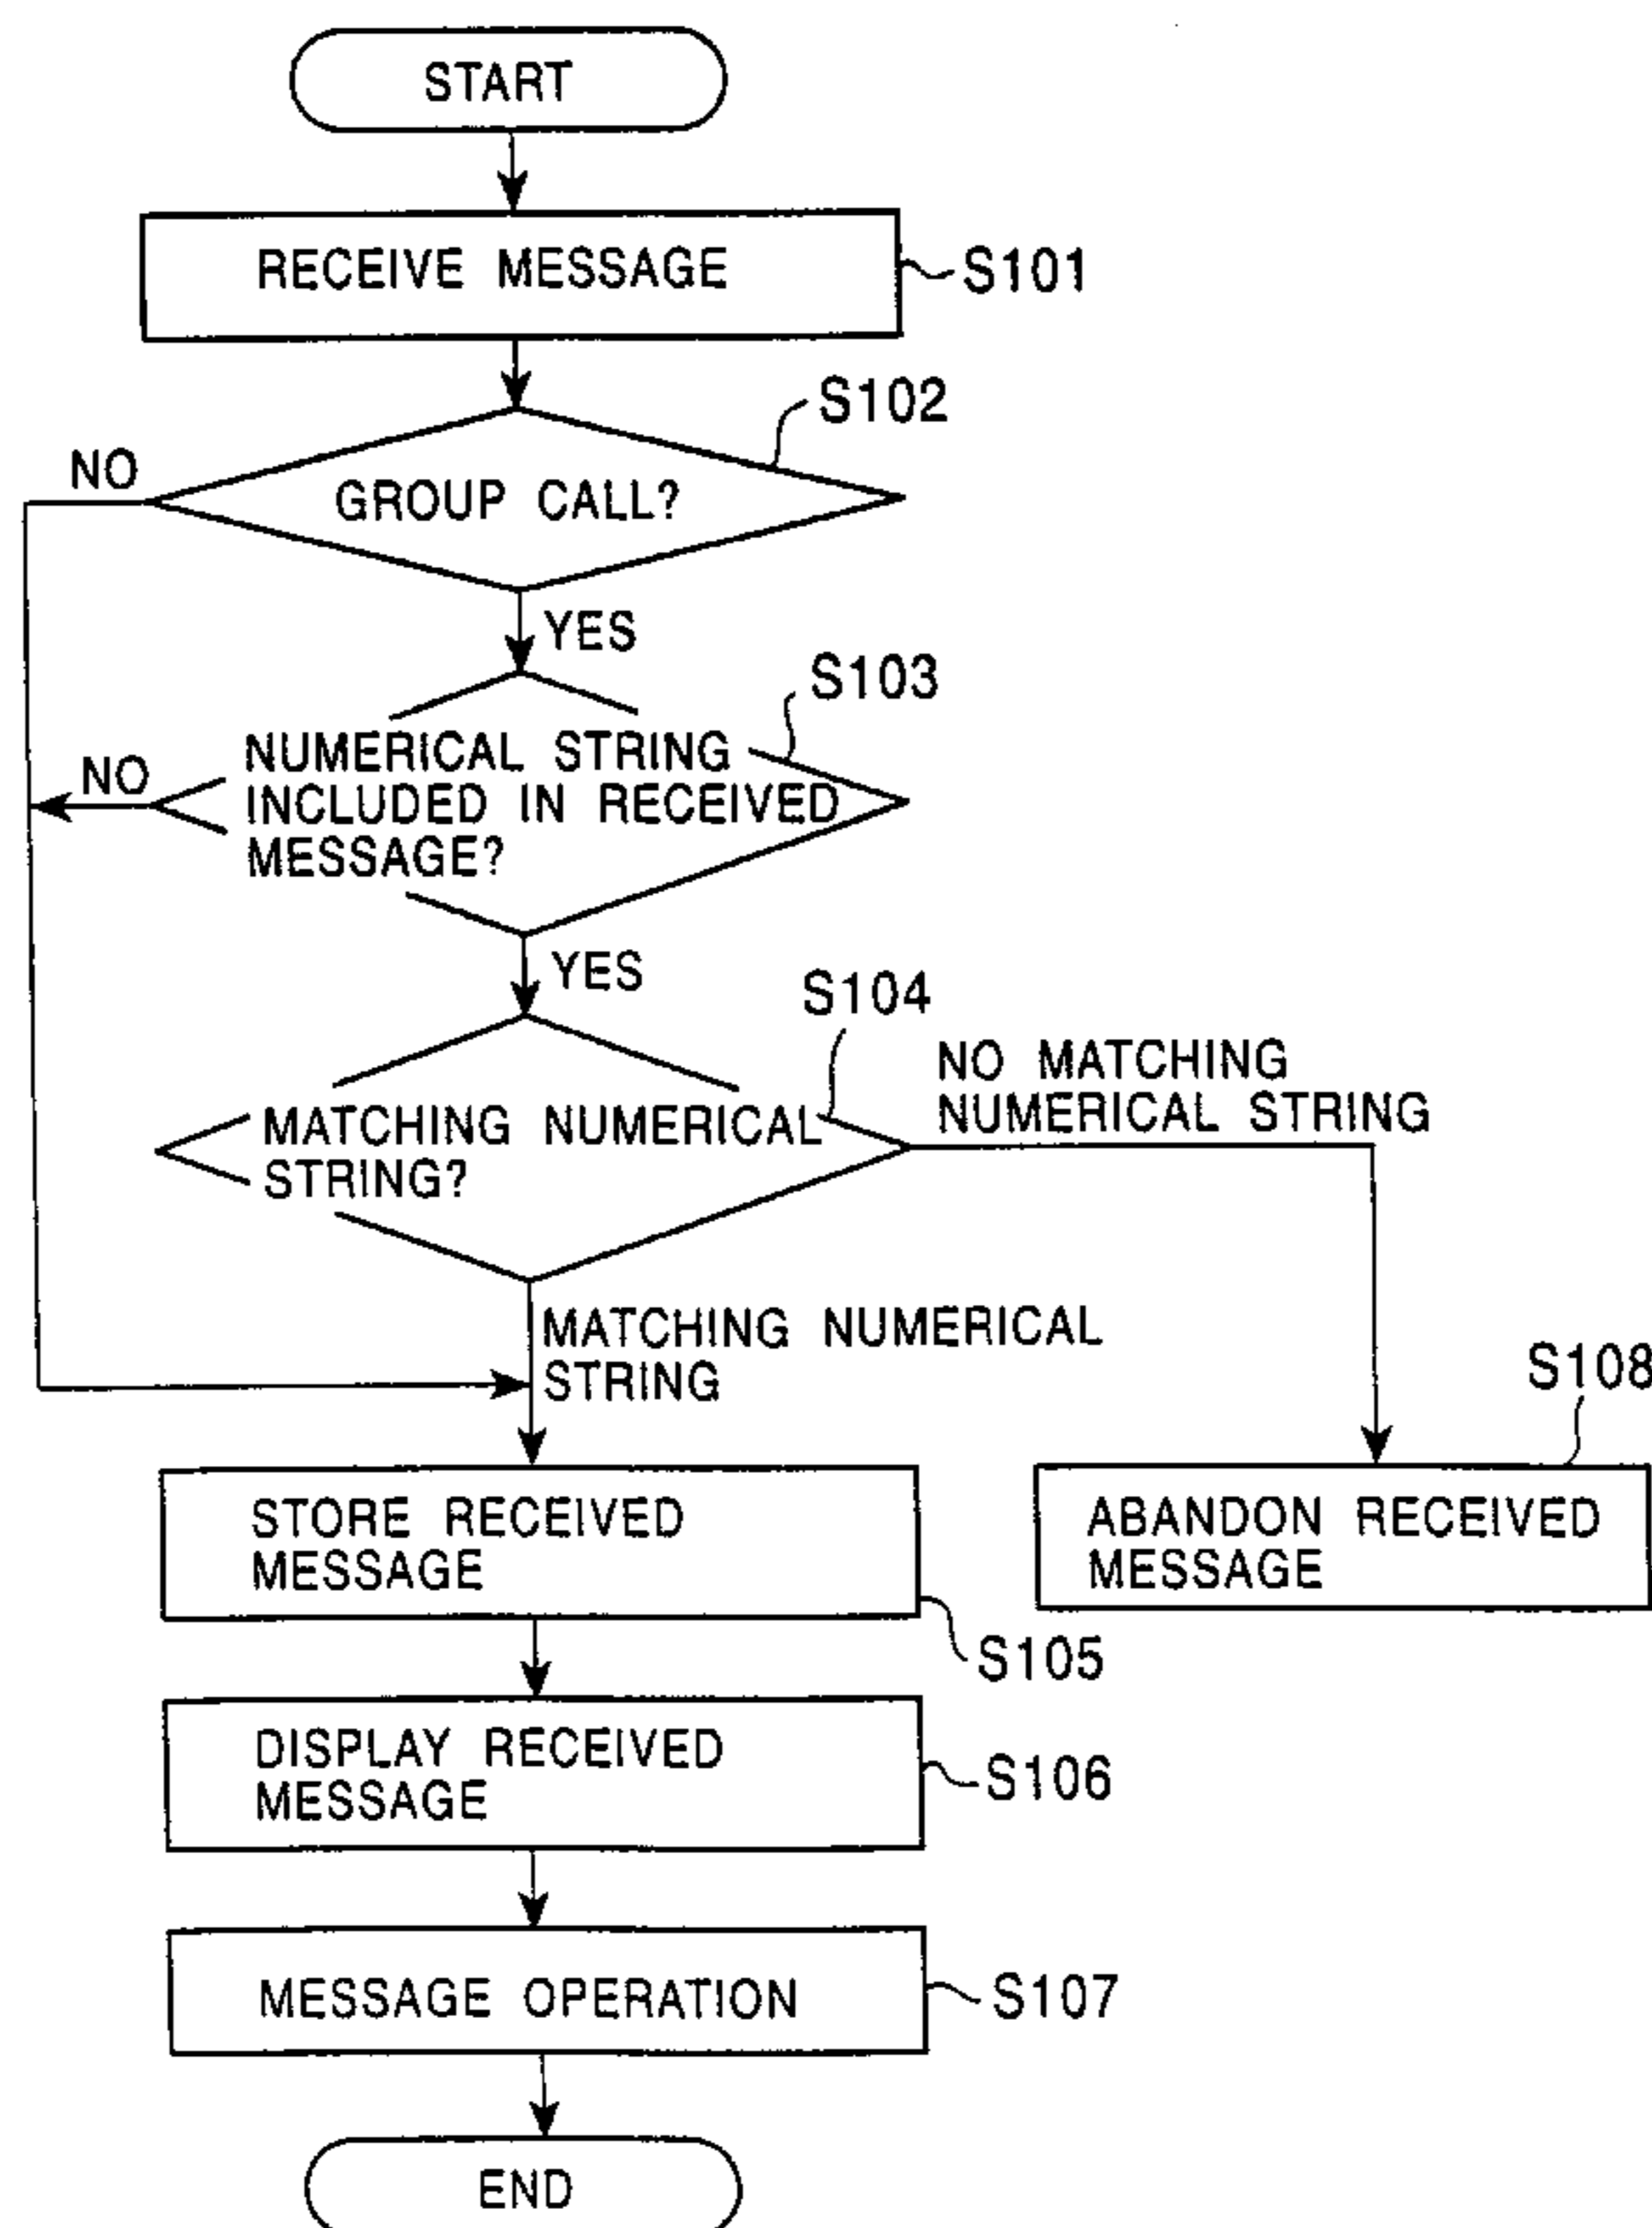 START
RECEIVE MESSAGE
S101
S102
NO
GROUP CALL?
YES
S103
NO
NUMERICAL STRING
INCLUDED IN RECEIVED
MESSAGE?
YES
S104
NO MATCHING
NUMERICAL STRING
MATCHING NUMERICAL
STRING?
MATCHING NUMERICAL
STRING
S108
STORE RECEIVED
MESSAGE
ABANDON RECEIVED
MESSAGE
S105
DISPLAY RECEIVED
MESSAGE
S106
MESSAGE OPERATION
S107
END